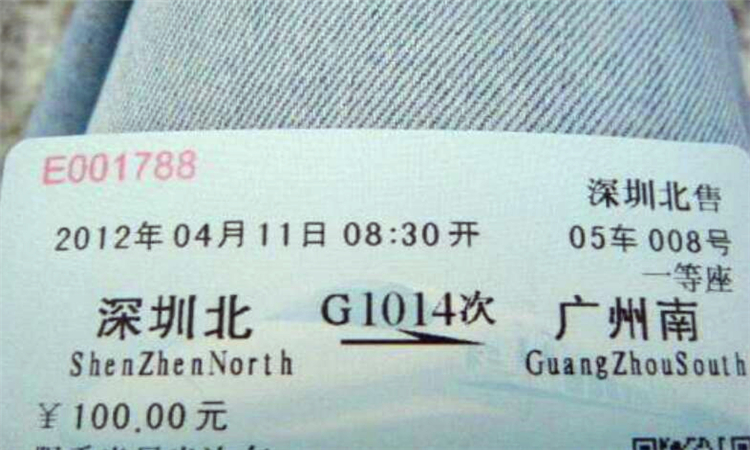 E001788
深圳北售
2012年04月11日 08:30开
05车 008号
一等座
深圳北 G1014次 广州南
ShenZhenNorth GuangZhouSouth
¥100.00元